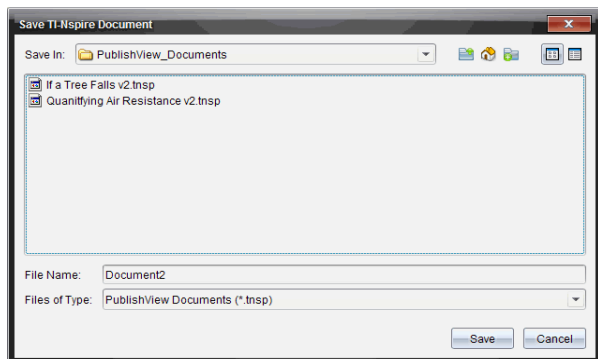 Save TI-Nspire Document
Save In: PublishView_Documents
If a Tree Falls v2.tnsp
Quanitfying Air Resistance v2.tnsp
File Name: Document2
Files of Type: PublishView Documents (*.tnsp)
Save Cancel